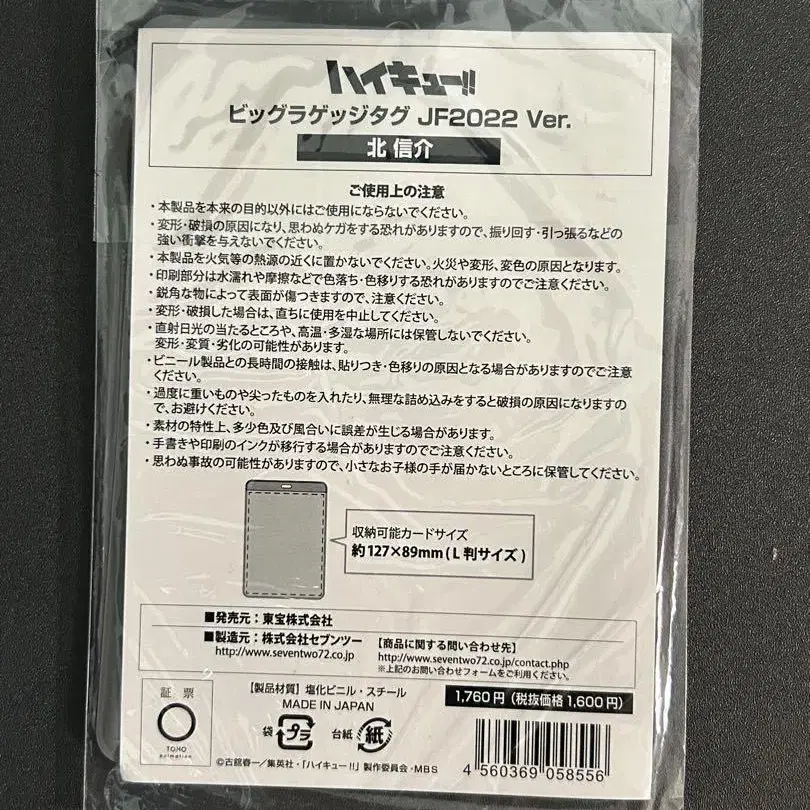 ハイキュー!!
ビッグラゲッジタグ JF2022 Ver.
北 信介
ご使用上の注意
・本製品を本来の目的以外にはご使用にならないでください。
・変形・破損の原因になり、思わぬケガをする恐れがありますので、振り回す・引っ張るなどの
強い衝撃を与えないでください。
・本製品を火気等の熱源の近くに置かないでください。火災や変形、変色の原因となります。
・印刷部分は水濡れや摩擦などで色落ち・色移りする恐れがありますのでご注意ください。
・鋭角な物によって表面が傷つきますので、注意ください。
・変形・破損した場合は、直ちに使用を中止してください。
・直射日光の当たるところや、高温・多湿な場所には保管しないでください。
変形・変質・劣化の可能性があります。
・ビニール製品との長時間の接触は、貼りつき・色移りの原因となる場合がありますのでご注意
ください。
・過度に重いものや尖ったものを入れたり、無理な詰め込みをすると破損の原因になりますの
で、お避けください。
・素材の特性上、多少色及び風合いに誤差が生じる場合があります。
・手書きや印刷のインクが移行する場合がありますのでご注意ください。
・思わぬ事故の可能性がありますので、小さなお子様の手が届かないところに保管してください。
収納可能カードサイズ
約127×89mm(L判サイズ)
■発売元:東宝株式会社
■製造元:株式会社セブンツー
http://www.seventwo72.co.jp
【商品に関する問い合わせ先】
http://www.seventwo72.co.jp/contact.php
※上記のお問い合わせフォームをご利用ください。
証票
TOHO
animation
【製品材質】塩化ビニル・スチール
MADE IN JAPAN
袋 プラ 台紙 紙
1,760円(税抜価格1,600円)
©古舘春一/集英社・「ハイキュー!!」製作委員会・MBS
4 560369 058556